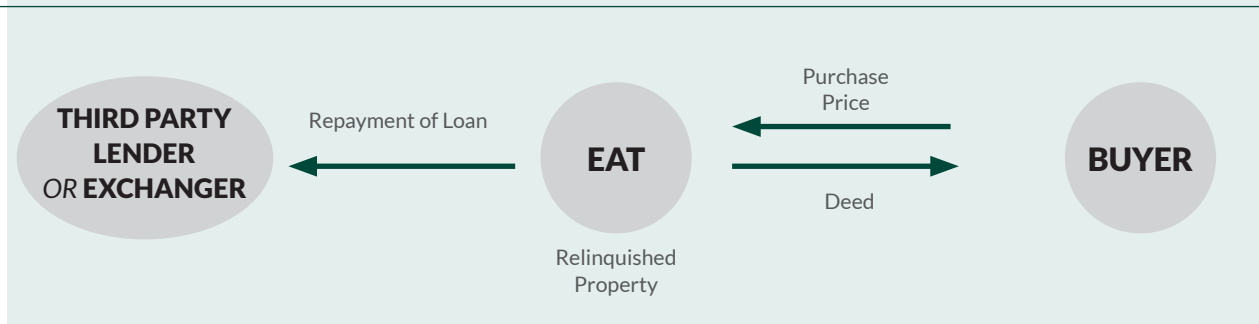 THIRD PARTY
LENDER
OR EXCHANGER
Repayment of Loan
EAT
Relinquished
Property
Purchase
Price
Deed
BUYER